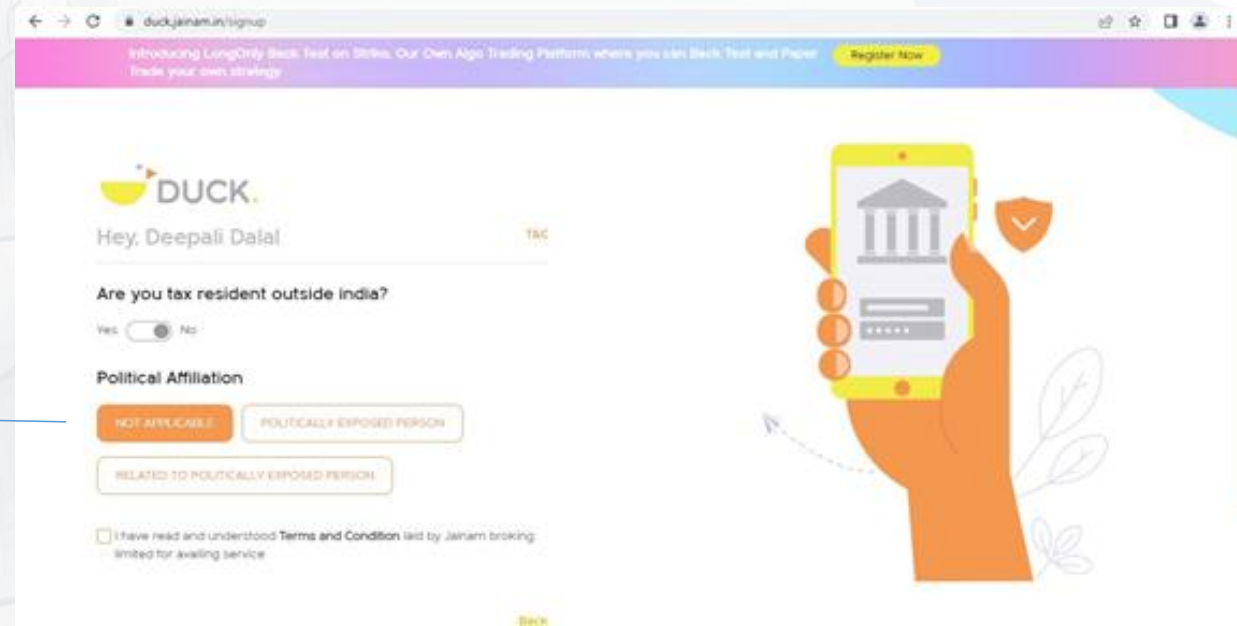 duck.jainam.in/signup
Introducing LongOnly Back Test on Strike. Our Own Algo Trading Platform where you can Back Test and Paper
Trade your own strategy
Register Now
DUCK.
Hey, Deepali Dalal
T&C
Are you tax resident outside india?
Yes No
Political Affiliation
NOT APPLICABLE POLITICALLY EXPOSED PERSON
RELATED TO POLITICALLY EXPOSED PERSON
I have read and understood Terms and Condition laid by Jainam broking
limited for availing service
Back